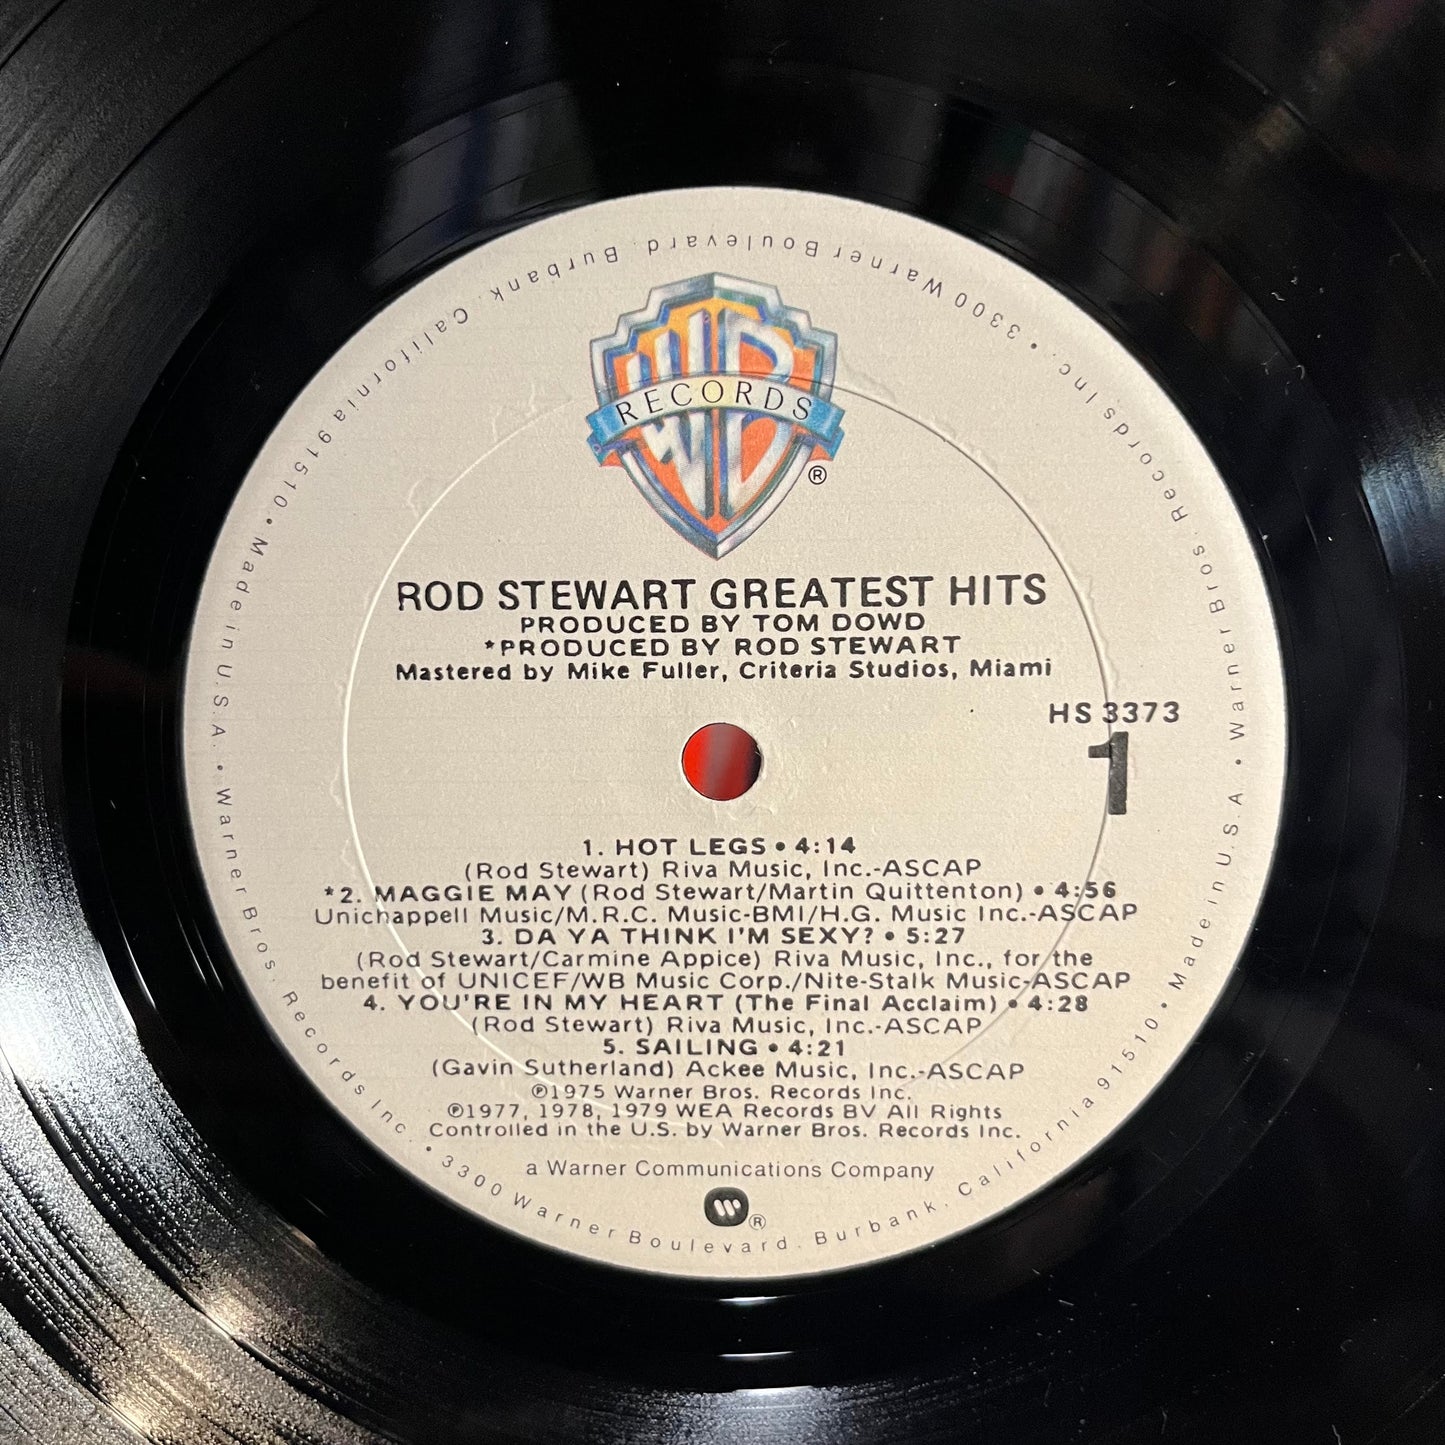 RECORDS
®
ROD STEWART GREATEST HITS
PRODUCED BY TOM DOWD
*PRODUCED BY ROD STEWART
Mastered by Mike Fuller, Criteria Studios, Miami
HS 3373
1
1. HOT LEGS • 4:14
(Rod Stewart) Riva Music, Inc.-ASCAP
*2. MAGGIE MAY (Rod Stewart/Martin Quittenton) • 4:56
Unichappell Music/M.R.C. Music-BMI/H.G. Music Inc.-ASCAP
3. DA YA THINK I'M SEXY? • 5:27
(Rod Stewart/Carmine Appice) Riva Music, Inc., for the
benefit of UNICEF/WB Music Corp./Nite-Stalk Music-ASCAP
4. YOU'RE IN MY HEART (The Final Acclaim) • 4:28
(Rod Stewart) Riva Music, Inc.-ASCAP
5. SAILING • 4:21
(Gavin Sutherland) Ackee Music, Inc.-ASCAP
℗1975 Warner Bros. Records Inc.
℗1977, 1978, 1979 WEA Records BV All Rights
Controlled in the U.S. by Warner Bros. Records Inc.
a Warner Communications Company
®
Warner Bros. Records Inc. • 3300 Warner Boulevard, Burbank, California 91510 • Made in U.S.A. •
Warner Bros. Records Inc. • 3300 Warner Boulevard, Burbank, California 91510 • Made in U.S.A. •